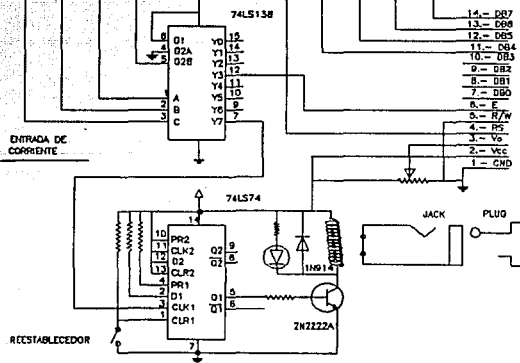 74LS138
6 G1
4 G2A
5 G2B
1 A
2 B
3 C
Y0 15
Y1 14
Y2 13
Y3 12
Y4 11
Y5 10
Y6 9
Y7 7
14.- DB7
13.- DB6
12.- DB5
11.- DB4
10.- DB3
9.- DB2
8.- DB1
7.- DB0
6.- E
5.- R/W
4.- RS
3.- Vo
2.- Vcc
1.- GND
ENTRADA DE
CORRIENTE
74LS74
14
10 PR2
11 CLK2
12 D2
13 CLR2
4 PR1
2 D1
3 CLK1
1 CLR1
Q2 9
Q2 8
Q1 5
Q1 6
7
1N914
2N2222A
JACK
PLUG
REESTABLECEDOR